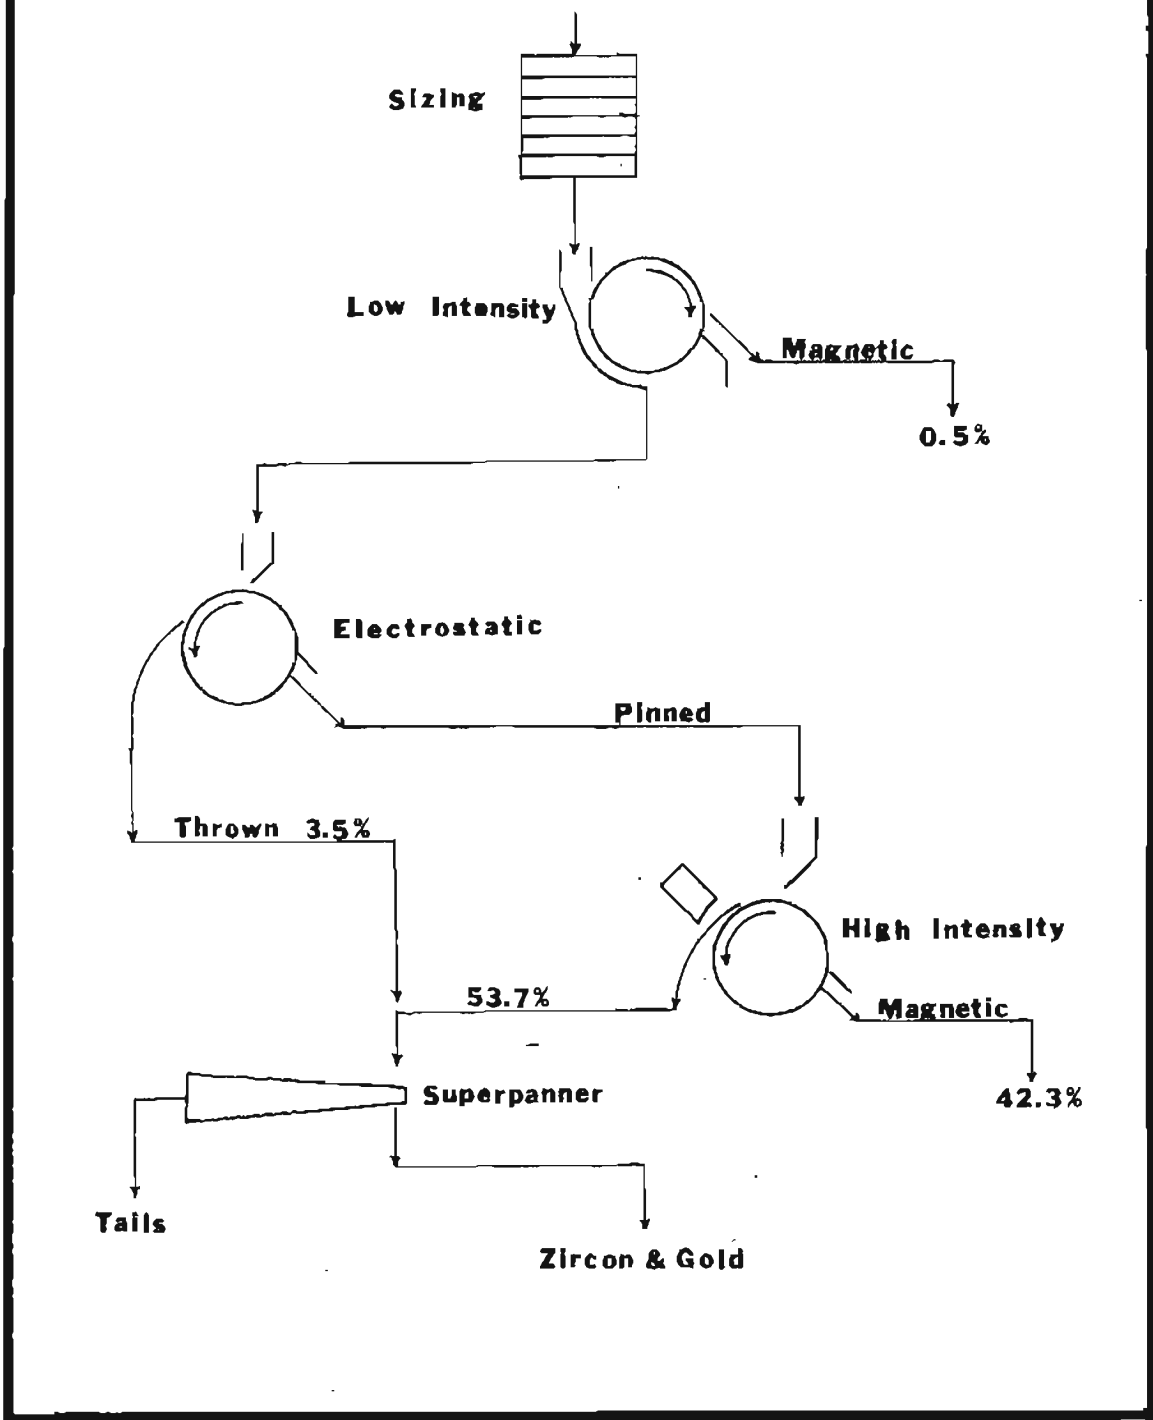 Sizing
Low Intensity
Magnetic
0.5%
Electrostatic
Pinned
Thrown 3.5%
High Intensity
53.7%
Magnetic
Superpanner
42.3%
Tails
Zircon & Gold